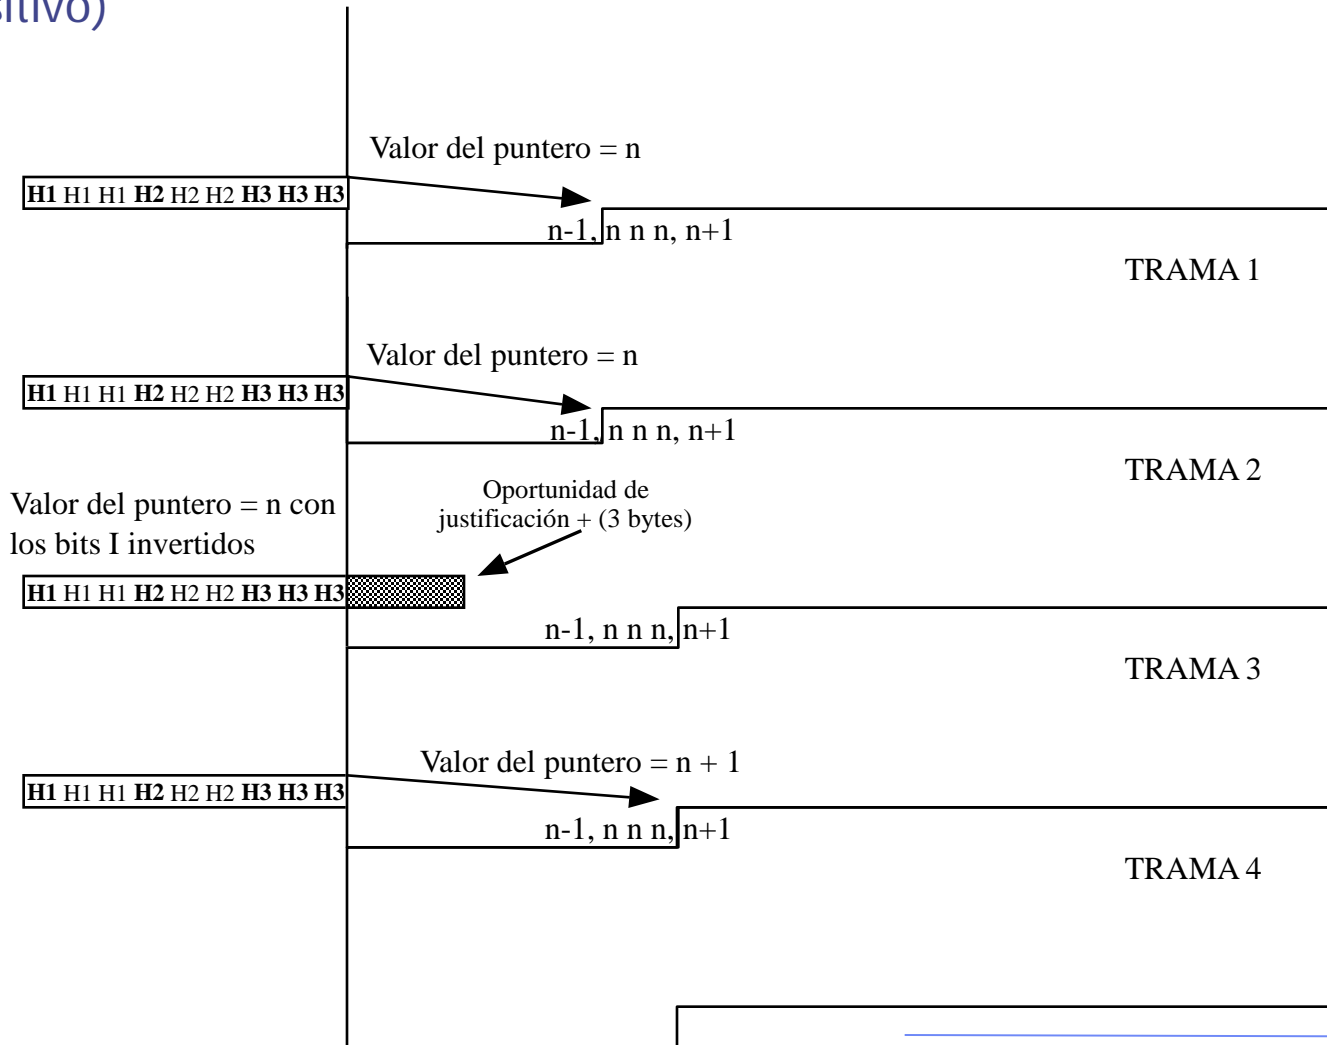 Valor del puntero = n
H1 H1 H1 H2 H2 H2 H3 H3 H3
n-1, n n n, n+1
TRAMA 1
Valor del puntero = n
H1 H1 H1 H2 H2 H2 H3 H3 H3
n-1, n n n, n+1
TRAMA 2
Valor del puntero = n con
los bits I invertidos
Oportunidad de
justificación + (3 bytes)
H1 H1 H1 H2 H2 H2 H3 H3 H3
n-1, n n n, n+1
TRAMA 3
Valor del puntero = n + 1
H1 H1 H1 H2 H2 H2 H3 H3 H3
n-1, n n n, n+1
TRAMA 4